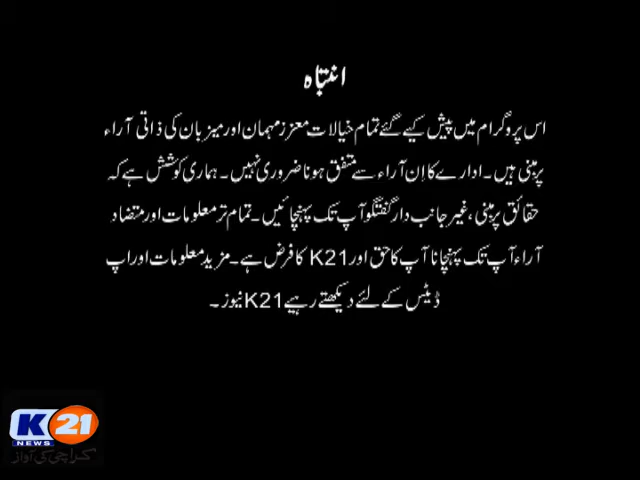 انتباہ
اس پروگرام میں پیش کیے گئے تمام خیالات معزز مہمان اور میزبان کی ذاتی آراء
پر مبنی ہیں۔ ادارے کا اِن آراء سے متفق ہونا ضروری نہیں۔ ہماری کوشش ہے کہ
حقائق پر مبنی، غیر جانب دار گفتگو آپ تک پہنچائیں۔ تمام تر معلومات اور متضاد
آراء آپ تک پہنچانا آپ کا حق اور K21 کا فرض ہے۔ مزید معلومات اور اپ
ڈیٹس کے لئے دیکھتے رہیے K21 نیوز۔
K21
NEWS
کراچی کی آواز